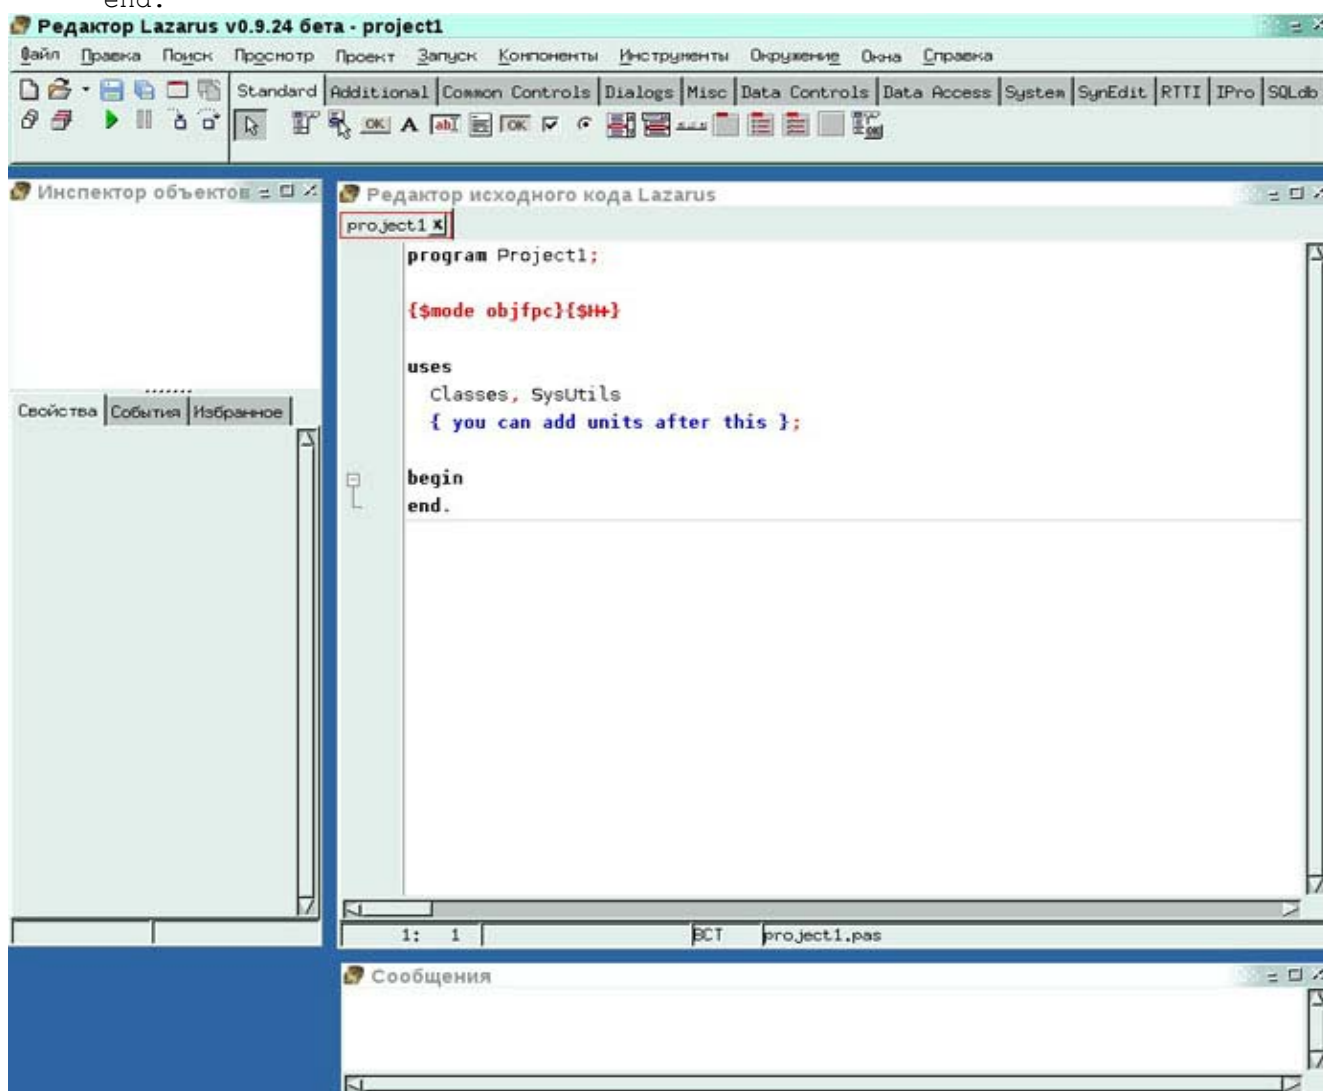 end.
Редактор Lazarus v0.9.24 бета - project1
Файл Правка Поиск Просмотр Проект Запуск Компоненты Инструменты Окружение Окна Справка
Standard Additional Common Controls Dialogs Misc Data Controls Data Access System SynEdit RTTI IPro SQLdb
OK A abI OK OK
Инспектор объектов
Редактор исходного кода Lazarus
project1
program Project1;
{$mode objfpc}{$H+}
uses
Classes, SysUtils
{ you can add units after this };
Свойства События Избранное
begin
end.
1: 1 ВСТ project1.pas
Сообщения